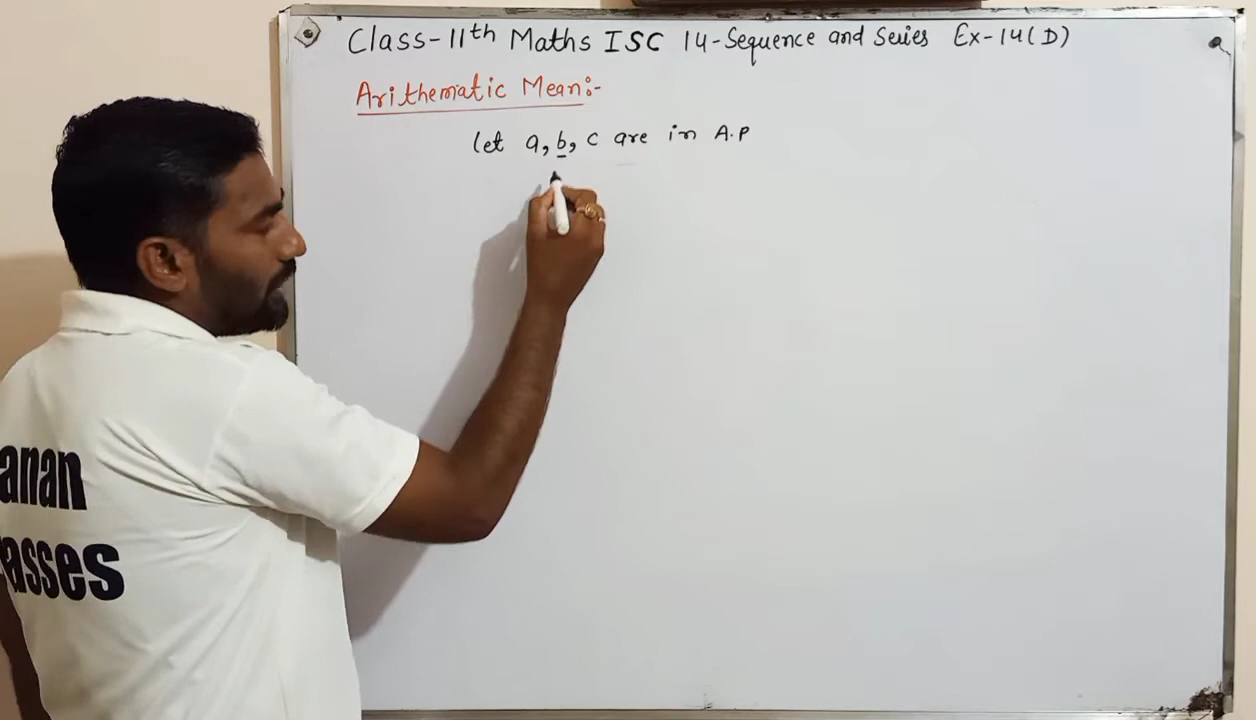 Class-11th Maths ISC 14-Sequence and Series Ex-14(D)
Arithematic Mean:-
let a, b, c are in A.P
anan
asses